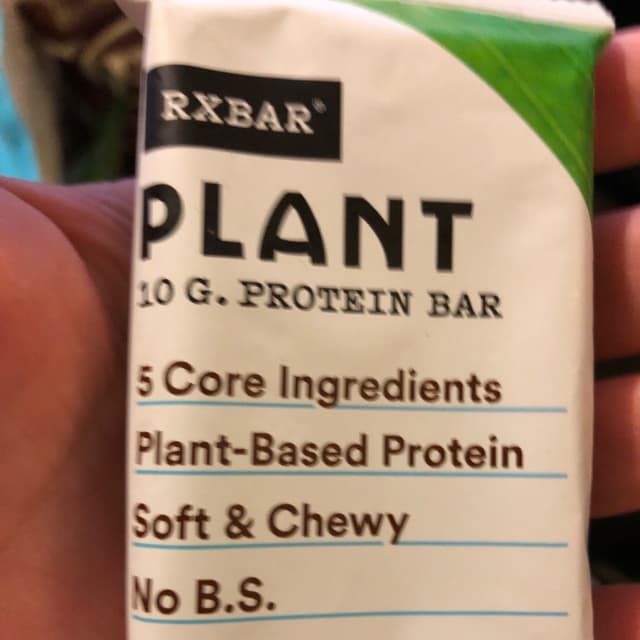 RXBAR®
PLANT
10 G. PROTEIN BAR
5 Core Ingredients
Plant-Based Protein
Soft & Chewy
No B.S.